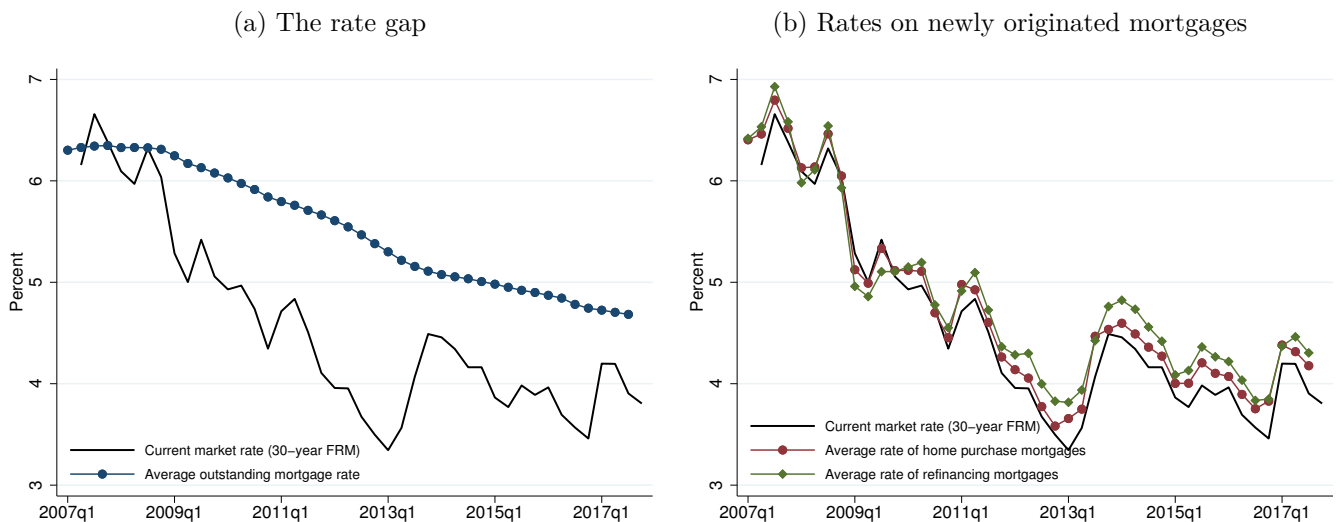 (a) The rate gap
7
6
5
4
3
Percent
Current market rate (30−year FRM)
Average outstanding mortgage rate
2007q1 2009q1 2011q1 2013q1 2015q1 2017q1
(b) Rates on newly originated mortgages
7
6
5
4
3
Percent
Current market rate (30−year FRM)
Average rate of home purchase mortgages
Average rate of refinancing mortgages
2007q1 2009q1 2011q1 2013q1 2015q1 2017q1